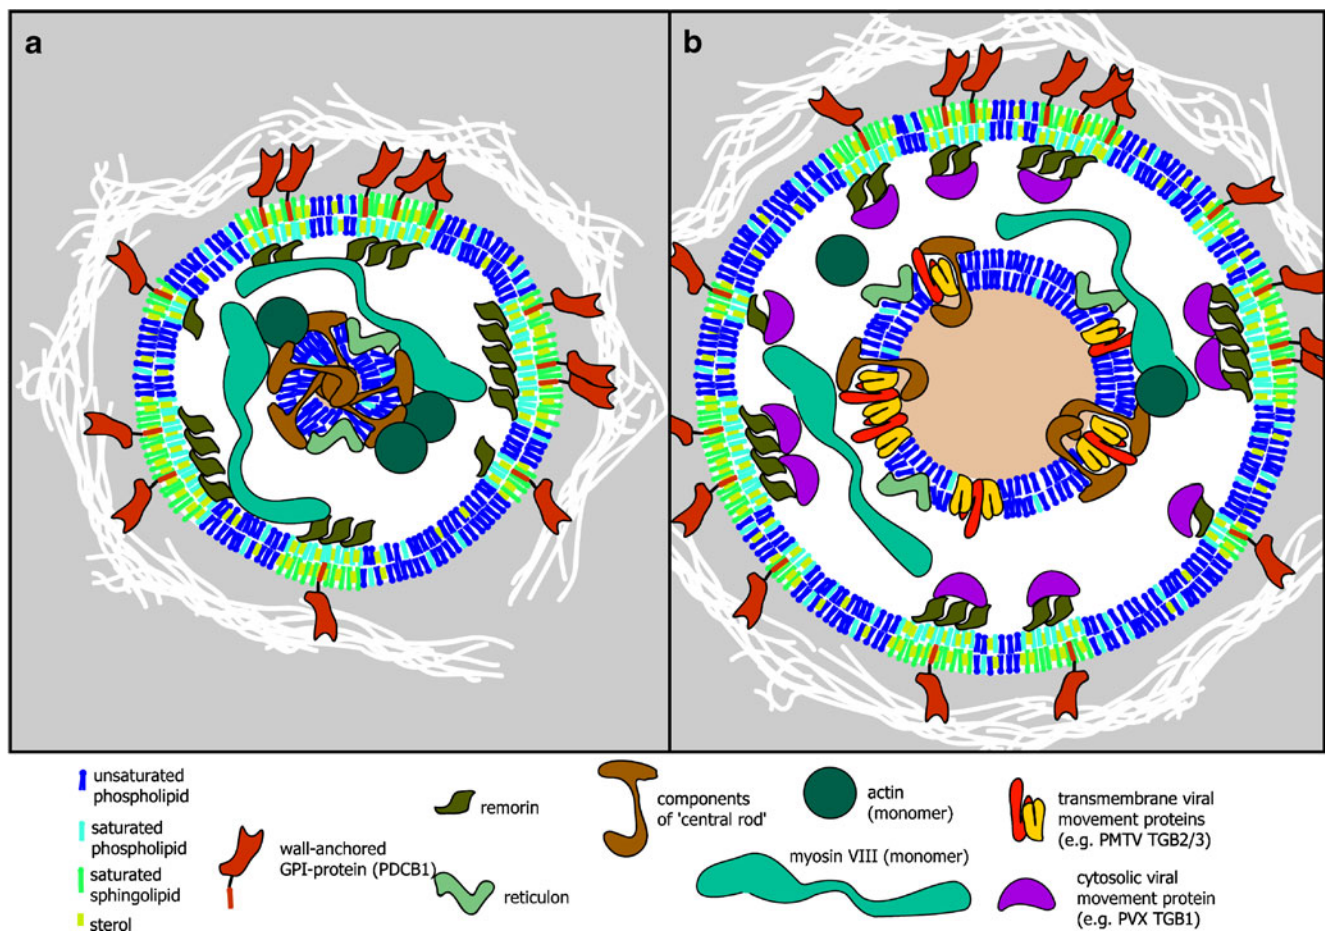 a
b
unsaturated
phospholipid
saturated
phospholipid
saturated
sphingolipid
sterol
wall-anchored
GPI-protein (PDCB1)
remorin
reticulon
components
of 'central rod'
actin
(monomer)
myosin VIII (monomer)
transmembrane viral
movement proteins
(e.g. PMTV TGB2/3)
cytosolic viral
movement protein
(e.g. PVX TGB1)